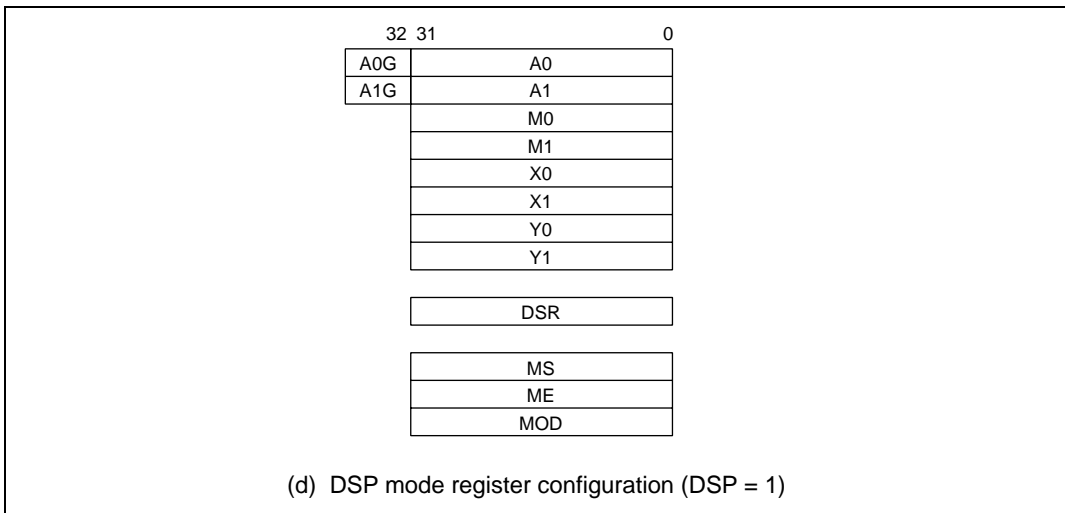 32 31 0
A0G A0
A1G A1
M0
M1
X0
X1
Y0
Y1
DSR
MS
ME
MOD
(d) DSP mode register configuration (DSP = 1)